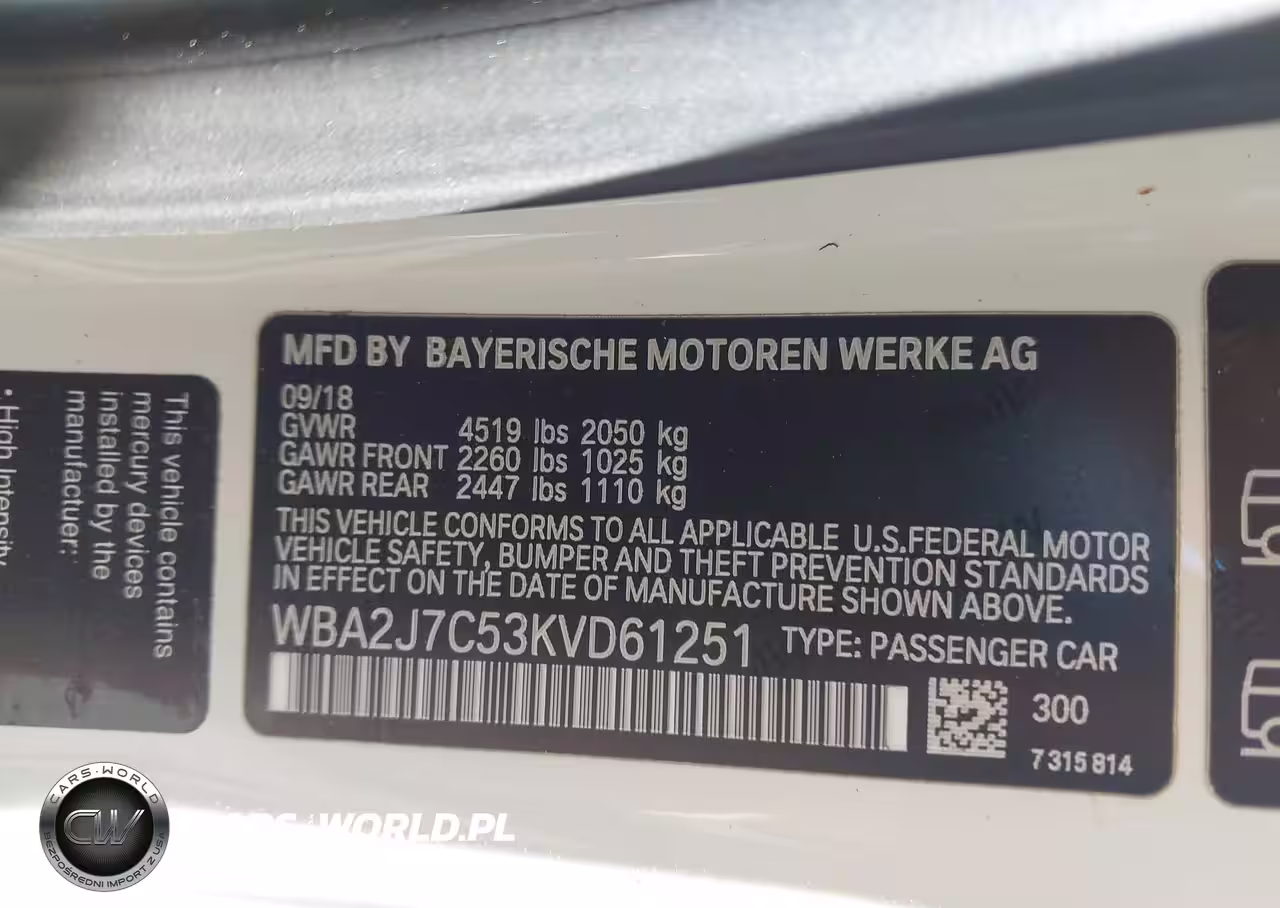 MFD BY BAYERISCHE MOTOREN WERKE AG
09/18
GVWR 4519 lbs 2050 kg
GAWR FRONT 2260 lbs 1025 kg
GAWR REAR 2447 lbs 1110 kg
THIS VEHICLE CONFORMS TO ALL APPLICABLE U.S.FEDERAL MOTOR
VEHICLE SAFETY, BUMPER AND THEFT PREVENTION STANDARDS
IN EFFECT ON THE DATE OF MANUFACTURE SHOWN ABOVE.
WBA2J7C53KVD61251 TYPE: PASSENGER CAR
300
7 315 814
This vehicle contains
mercury devices
installed by the
manufactuer:
• High Intensity
CARS-WORLD
CW
BEZPOŚREDNI IMPORT Z USA
CARS-WORLD.PL